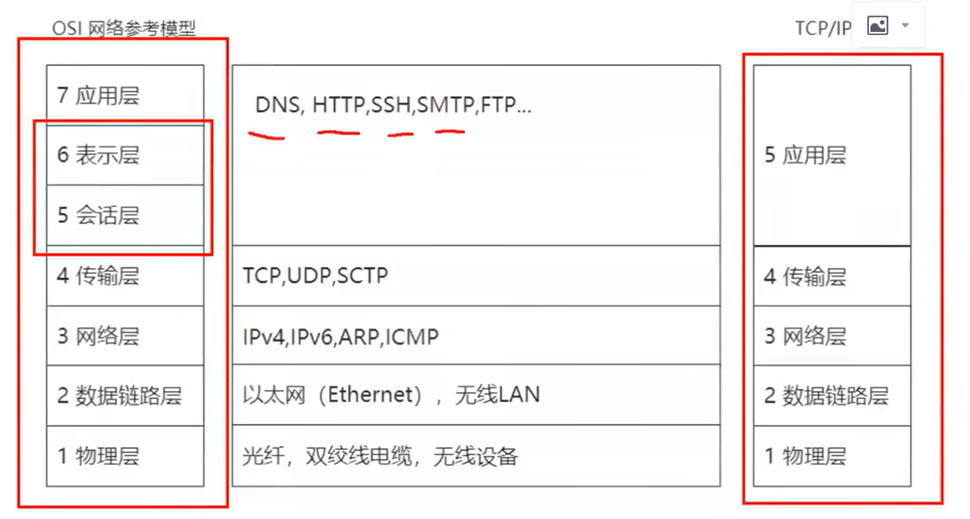 OSI 网络参考模型
TCP/IP
7 应用层
DNS, HTTP,SSH,SMTP,FTP...
6 表示层
5 应用层
5 会话层
4 传输层
TCP,UDP,SCTP
4 传输层
3 网络层
IPv4,IPv6,ARP,ICMP
3 网络层
2 数据链路层
以太网（Ethernet），无线LAN
2 数据链路层
1 物理层
光纤，双绞线电缆，无线设备
1 物理层